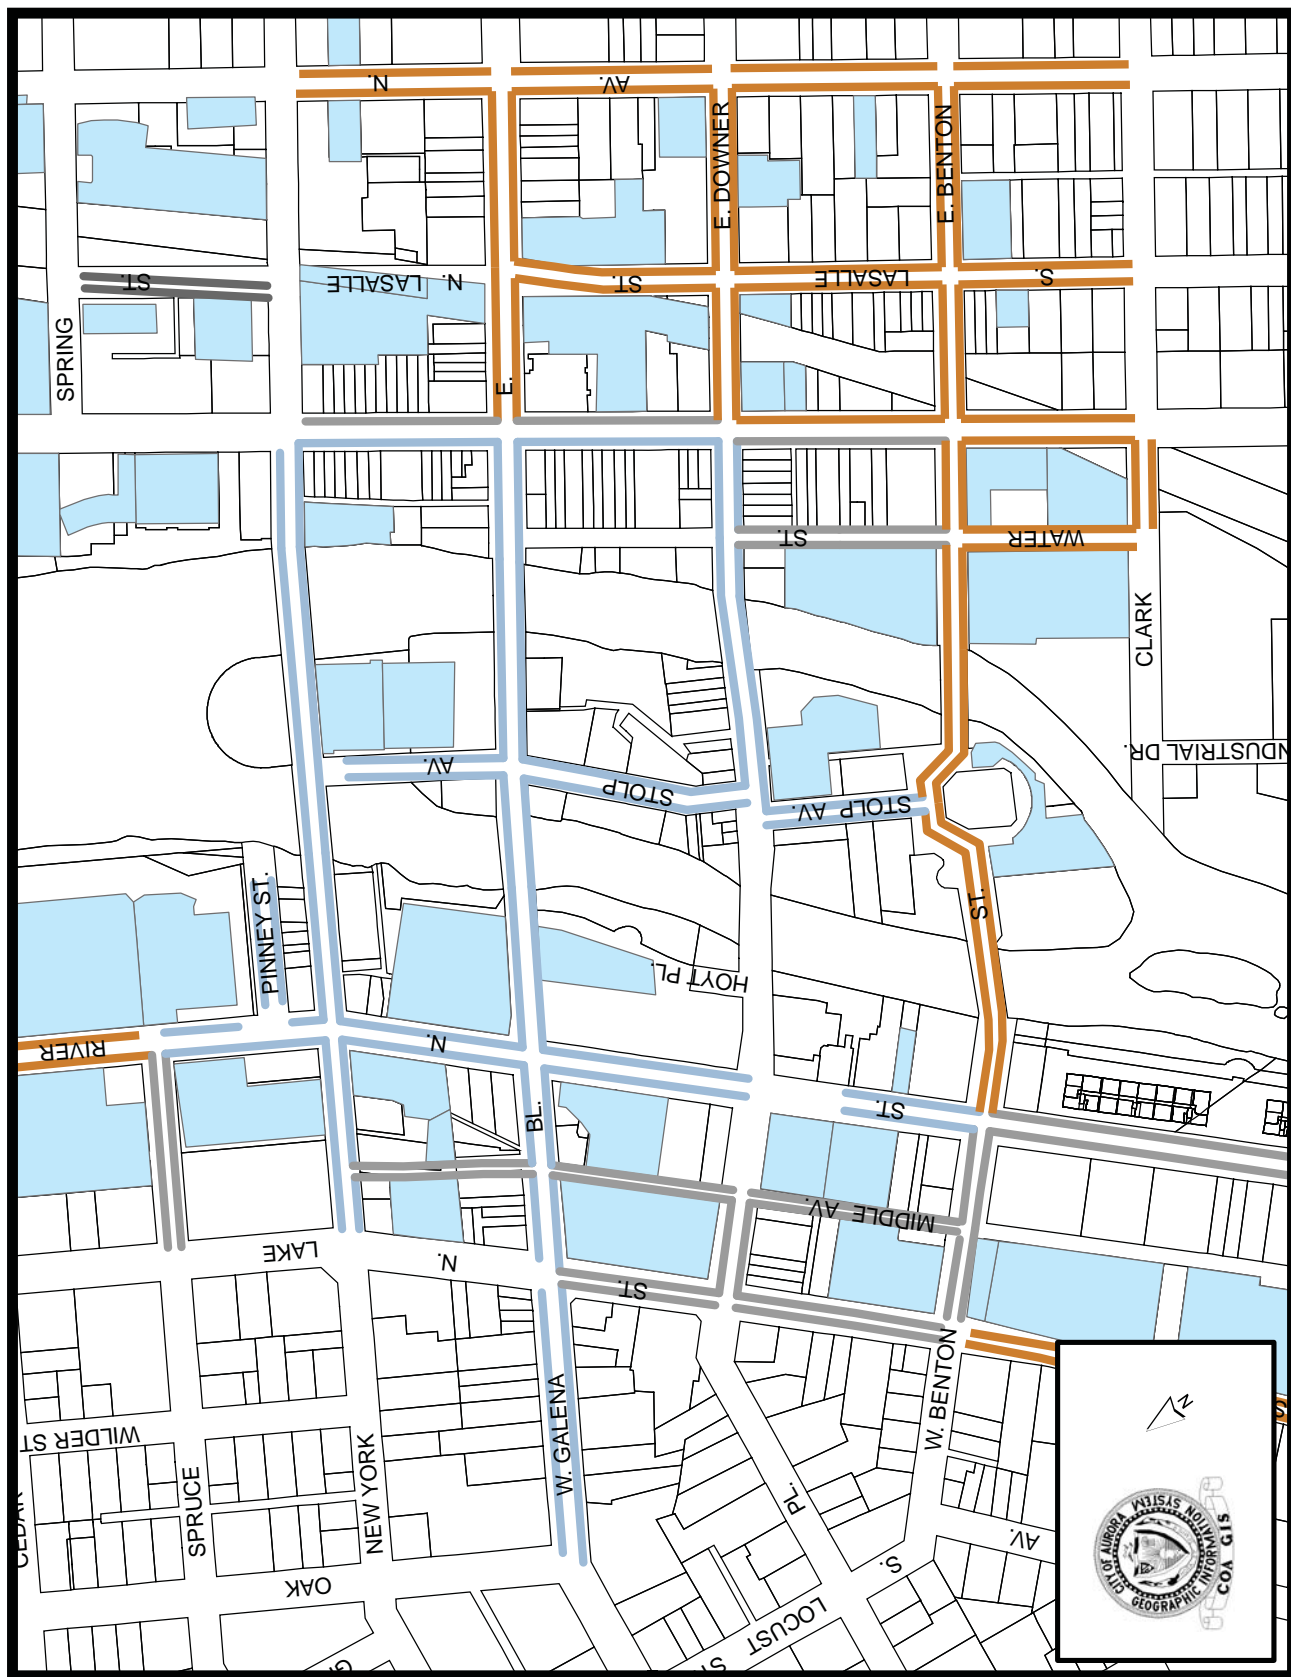 N.
AV.
E. DOWNER
E. BENTON
ST.
LASALLE
N.
ST.
LASALLE
S.
SPRING
E.
ST.
WATER
CLARK
INDUSTRIAL DR.
AV.
STOLP
STOLP AV.
PINNEY ST.
ST.
HOYT PL.
RIVER
N.
BL.
ST.
MIDDLE AV.
LAKE
N.
ST.
W. BENTON
W. GALENA
WILDER ST
SPRUCE
NEW YORK
CEDAR
OAK
PL.
S.
AV.
LOCUST
N
CITY OF AURORA
GEOGRAPHIC INFORMATION SYSTEM
COA GIS